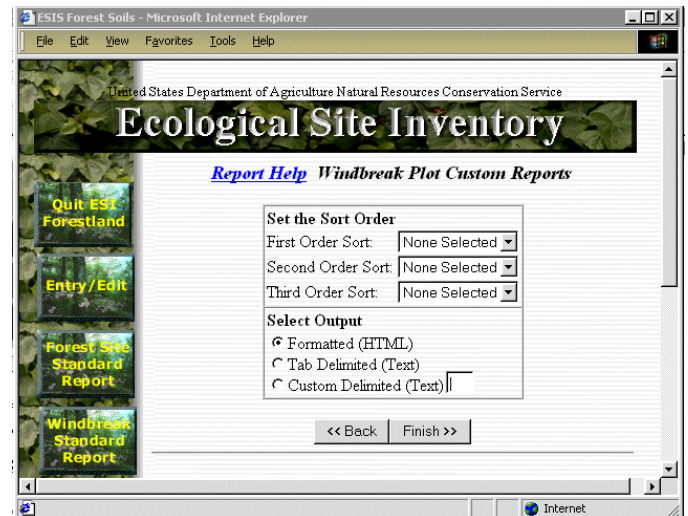 ESIS Forest Soils - Microsoft Internet Explorer
File Edit View Favorites Tools Help
United States Department of Agriculture Natural Resources Conservation Service
Ecological Site Inventory
Report Help Windbreak Plot Custom Reports
Quit ESI
Forestland
Entry/Edit
Forest Site
Standard
Report
Windbreak
Standard
Report
Set the Sort Order
First Order Sort: None Selected
Second Order Sort: None Selected
Third Order Sort: None Selected
Select Output
Formatted (HTML)
Tab Delimited (Text)
Custom Delimited (Text)
<< Back Finish >>
Internet